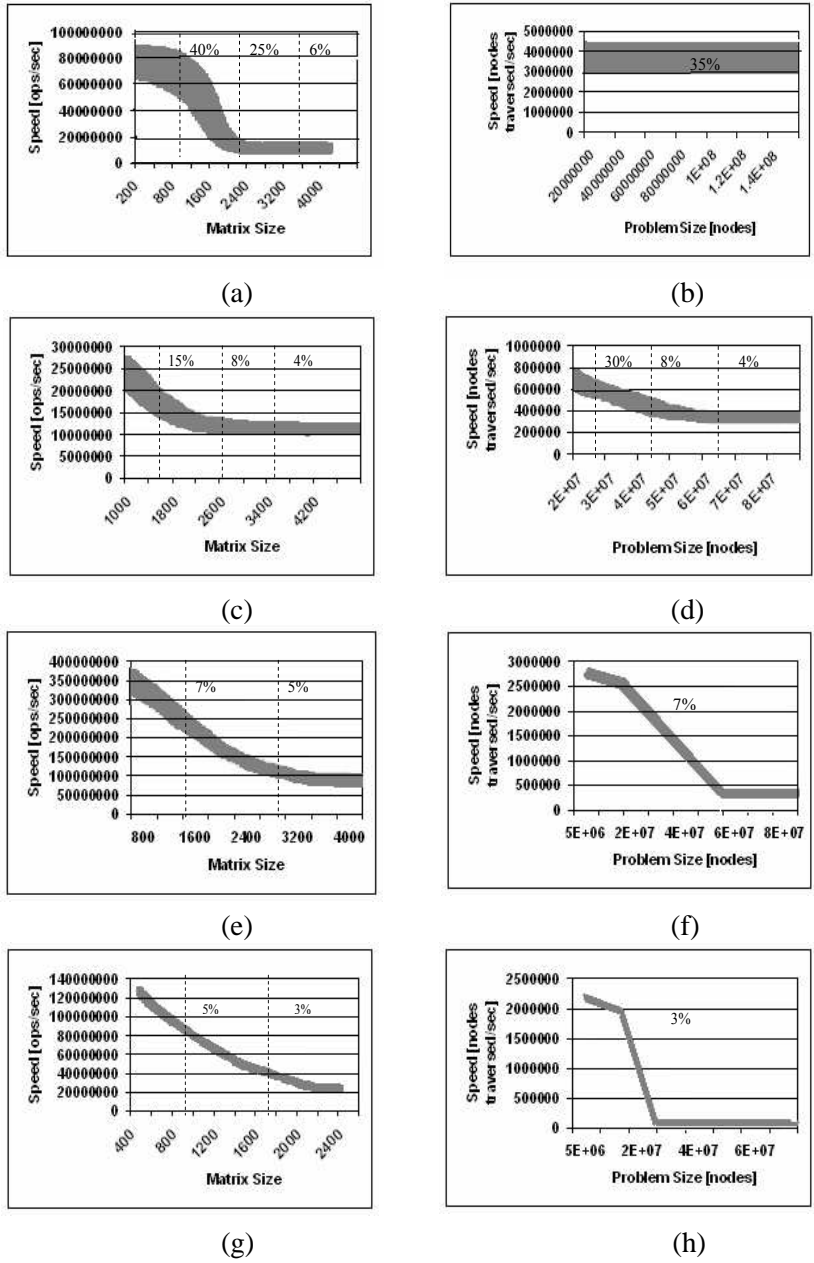 100000000
80000000
60000000
40000000
20000000
0
40% 25% 6%
Speed [ops/sec]
200 800 1600 2400 3200 4000
Matrix Size
(a)
5000000
4000000
3000000
2000000
1000000
0
35%
Speed [nodes
traversed/sec]
20000000 40000000 60000000 80000000 1E+08 1.2E+08 1.4E+08
Problem Size [nodes]
(b)
30000000
25000000
20000000
15000000
10000000
5000000
0
15% 8% 4%
Speed [ops/sec]
1000 1800 2600 3400 4200
Matrix Size
(c)
1000000
800000
600000
400000
200000
0
30% 8% 4%
Speed [nodes
traversed/sec]
2E+07 3E+07 4E+07 5E+07 6E+07 7E+07 8E+07
Problem Size [nodes]
(d)
400000000
350000000
300000000
250000000
200000000
150000000
100000000
50000000
0
7% 5%
Speed [ops/sec]
800 1600 2400 3200 4000
Matrix Size
(e)
3000000
2500000
2000000
1500000
1000000
500000
0
7%
Speed [nodes
traversed/sec]
5E+06 2E+07 4E+07 6E+07 8E+07
Problem Size [nodes]
(f)
140000000
120000000
100000000
80000000
60000000
40000000
20000000
0
5% 3%
Speed [ops/sec]
400 800 1200 1600 2000 2400
Matrix Size
(g)
2500000
2000000
1500000
1000000
500000
0
3%
Speed [nodes
traversed/sec]
5E+06 2E+07 4E+07 6E+07
Problem Size [nodes]
(h)